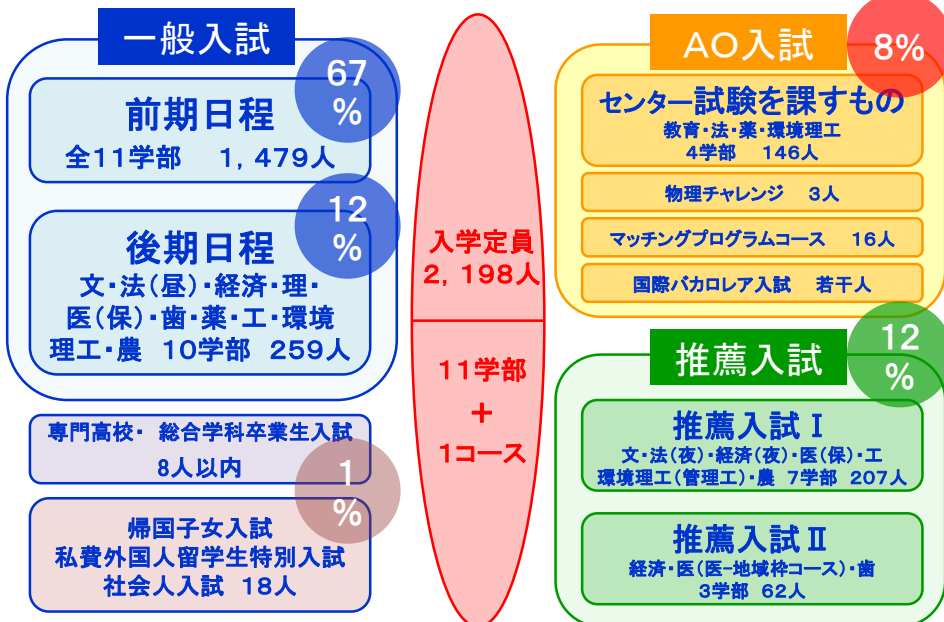 一般入試
67
%
前期日程
全11学部 1,479人
12
%
後期日程
文・法(昼)・経済・理・
医(保)・歯・薬・工・環境
理工・農 10学部 259人
専門高校・ 総合学科卒業生入試
8人以内
1
%
帰国子女入試
私費外国人留学生特別入試
社会人入試 18人
入学定員
2,198人
11学部
+
1コース
AO入試
8%
センター試験を課すもの
教育・法・薬・環境理工
4学部 146人
物理チャレンジ 3人
マッチングプログラムコース 16人
国際バカロレア入試 若干人
推薦入試
12
%
推薦入試Ⅰ
文・法(夜)・経済(夜)・医(保)・工
環境理工(管理工)・農 7学部 207人
推薦入試Ⅱ
経済・医(医-地域枠コース)・歯
3学部 62人